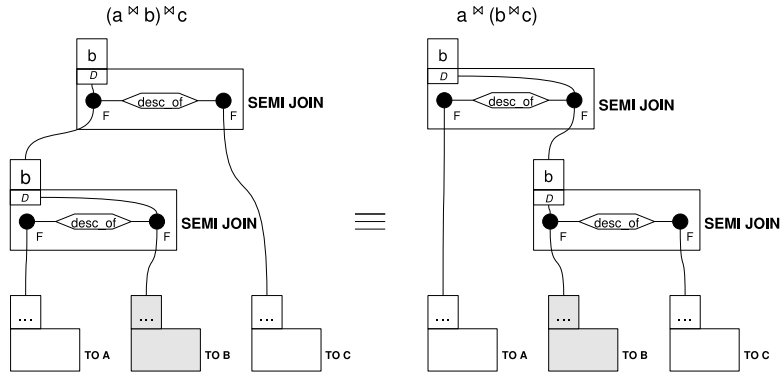 (a ⋈ b) ⋈ c
a ⋈ (b ⋈ c)
b
D
desc_of
F
F
SEMI JOIN
b
D
desc_of
F
F
SEMI JOIN
b
D
desc_of
F
F
SEMI JOIN
b
D
desc_of
F
F
SEMI JOIN
≡
...
TO A
...
TO B
...
TO C
...
TO A
...
TO B
...
TO C